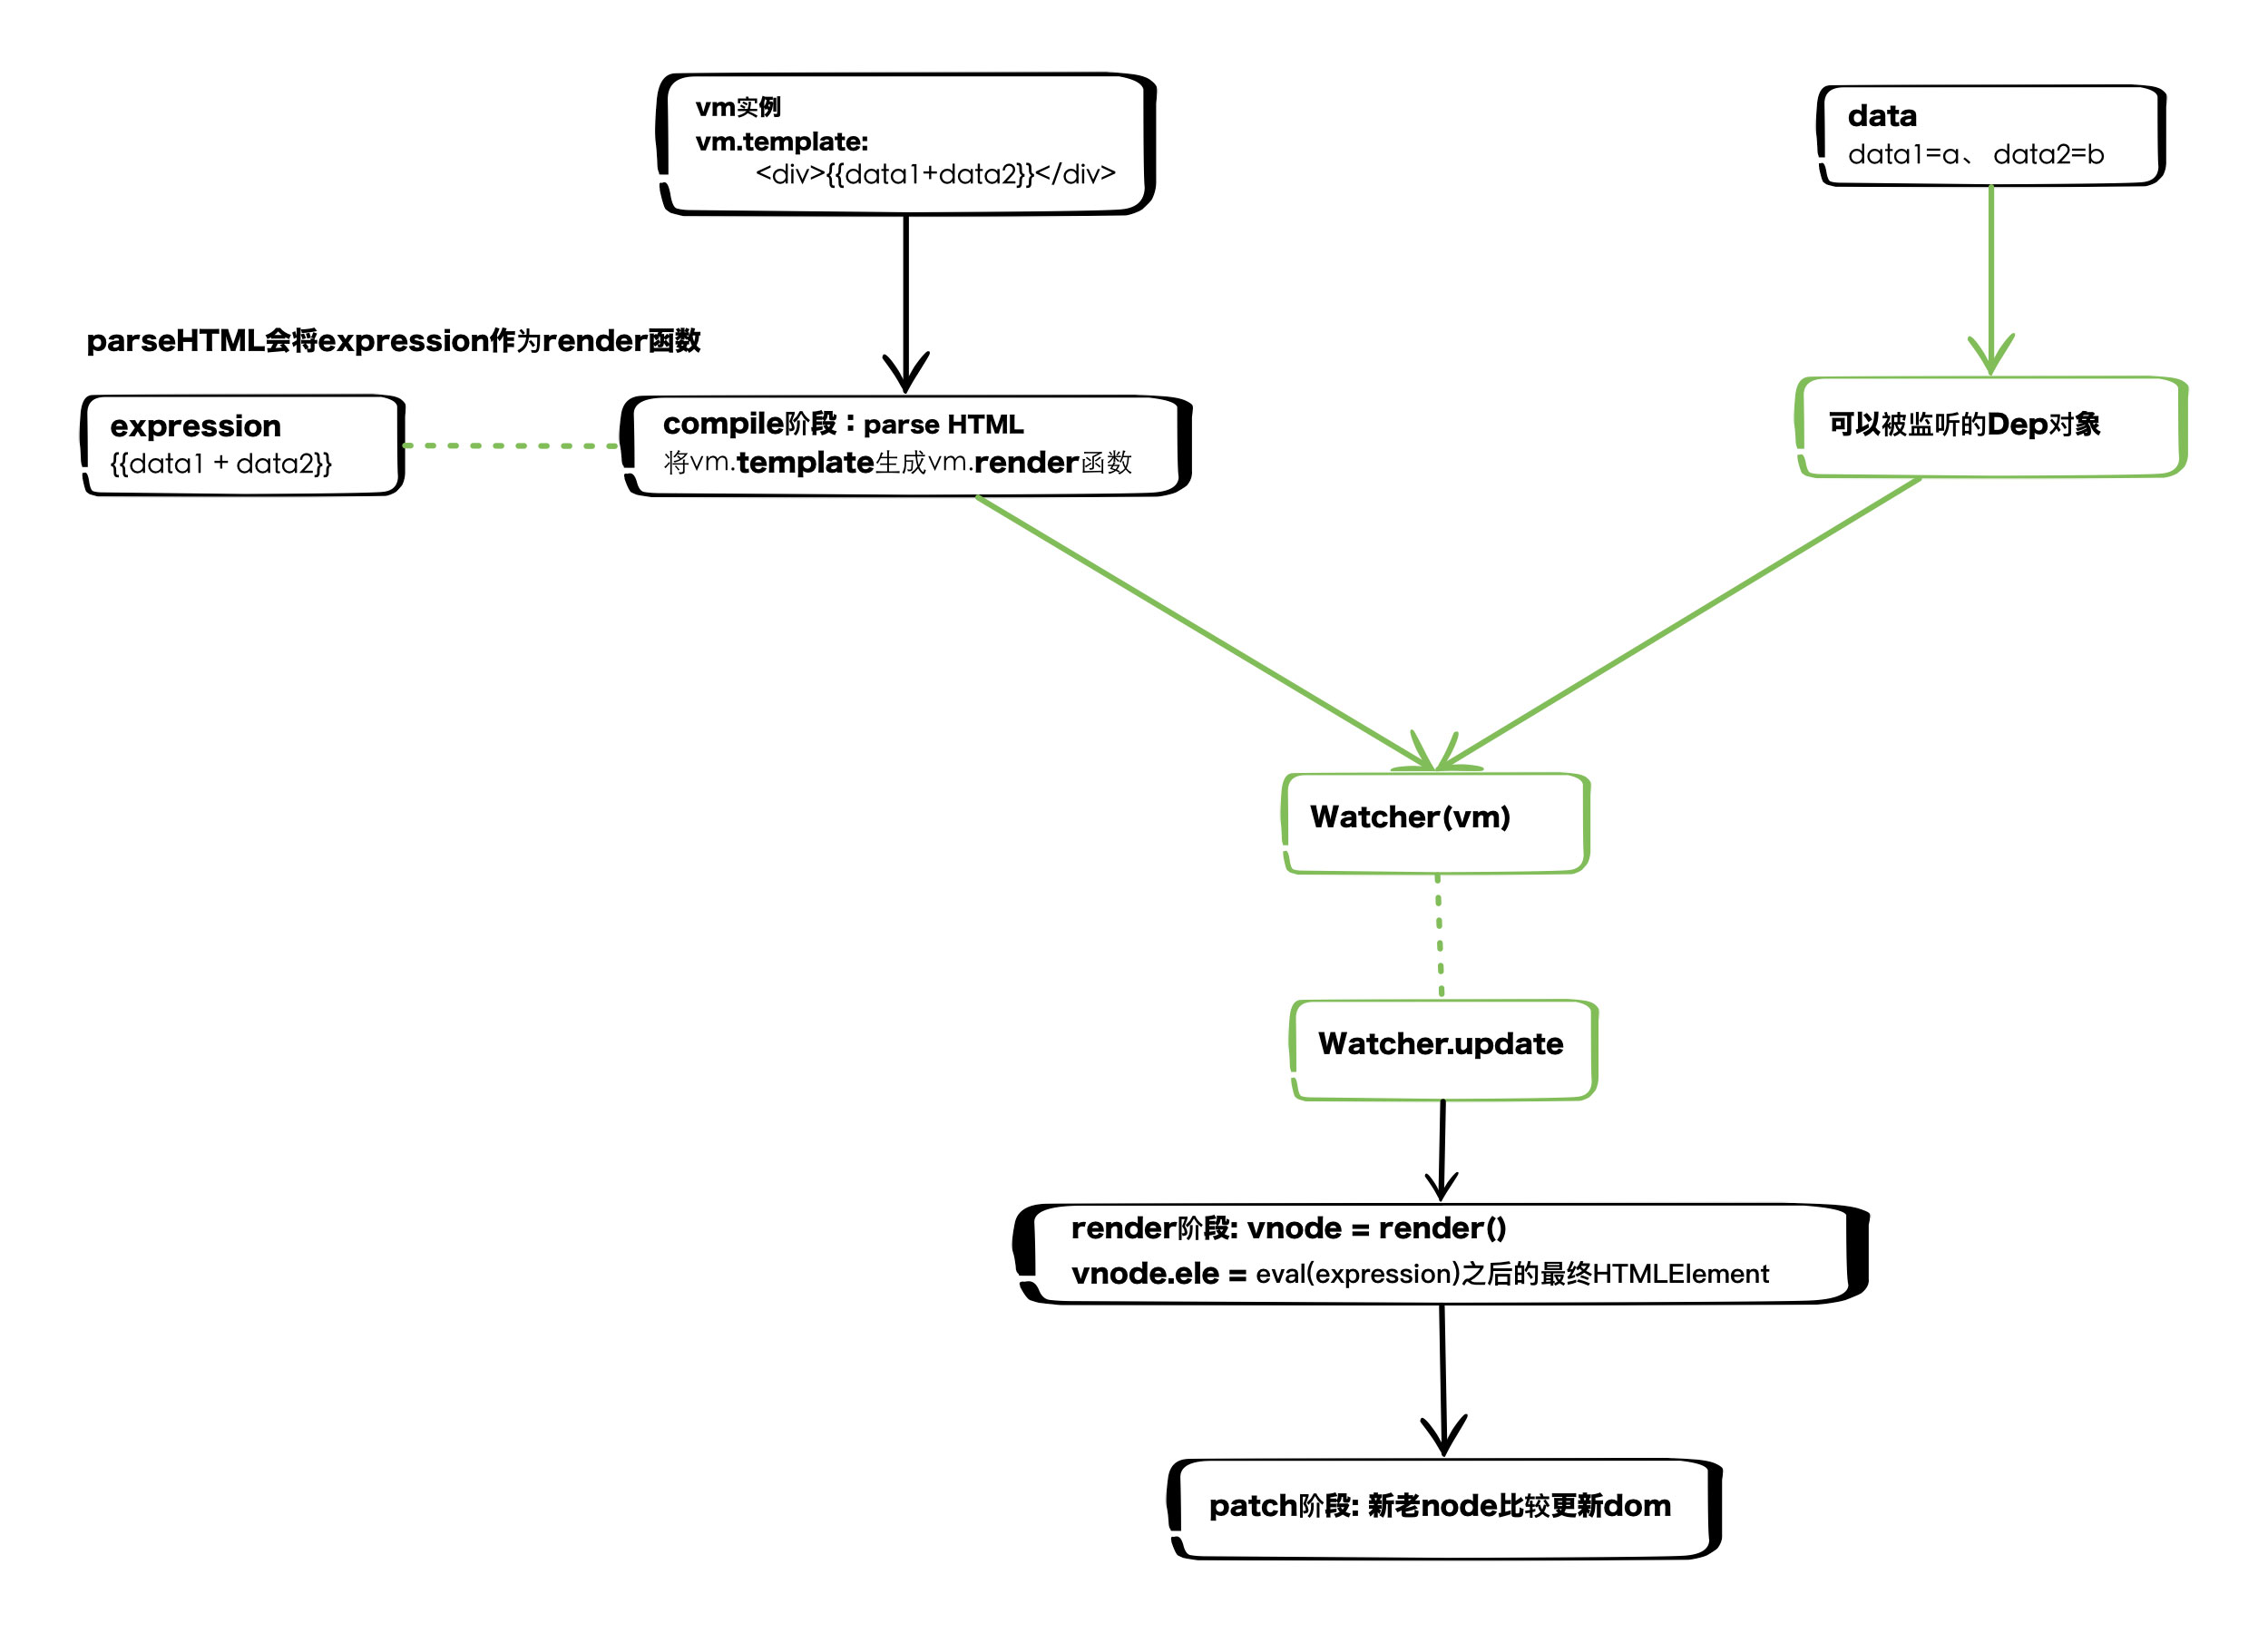 vm实例
vm.template:
<div>{{data1+data2}}</div>
data
data1=a、 data2=b
parseHTML会将expression作为render函数
expression
{{data1 + data2}}
compile阶段：parse HTML
将vm.template生成vm.render函数
可以被监听的Dep对象
Watcher(vm)
Watcher.update
render阶段: vnode = render()
vnode.ele = eval(expression)之后的最终HTMLElement
patch阶段: 新老node比较更新dom